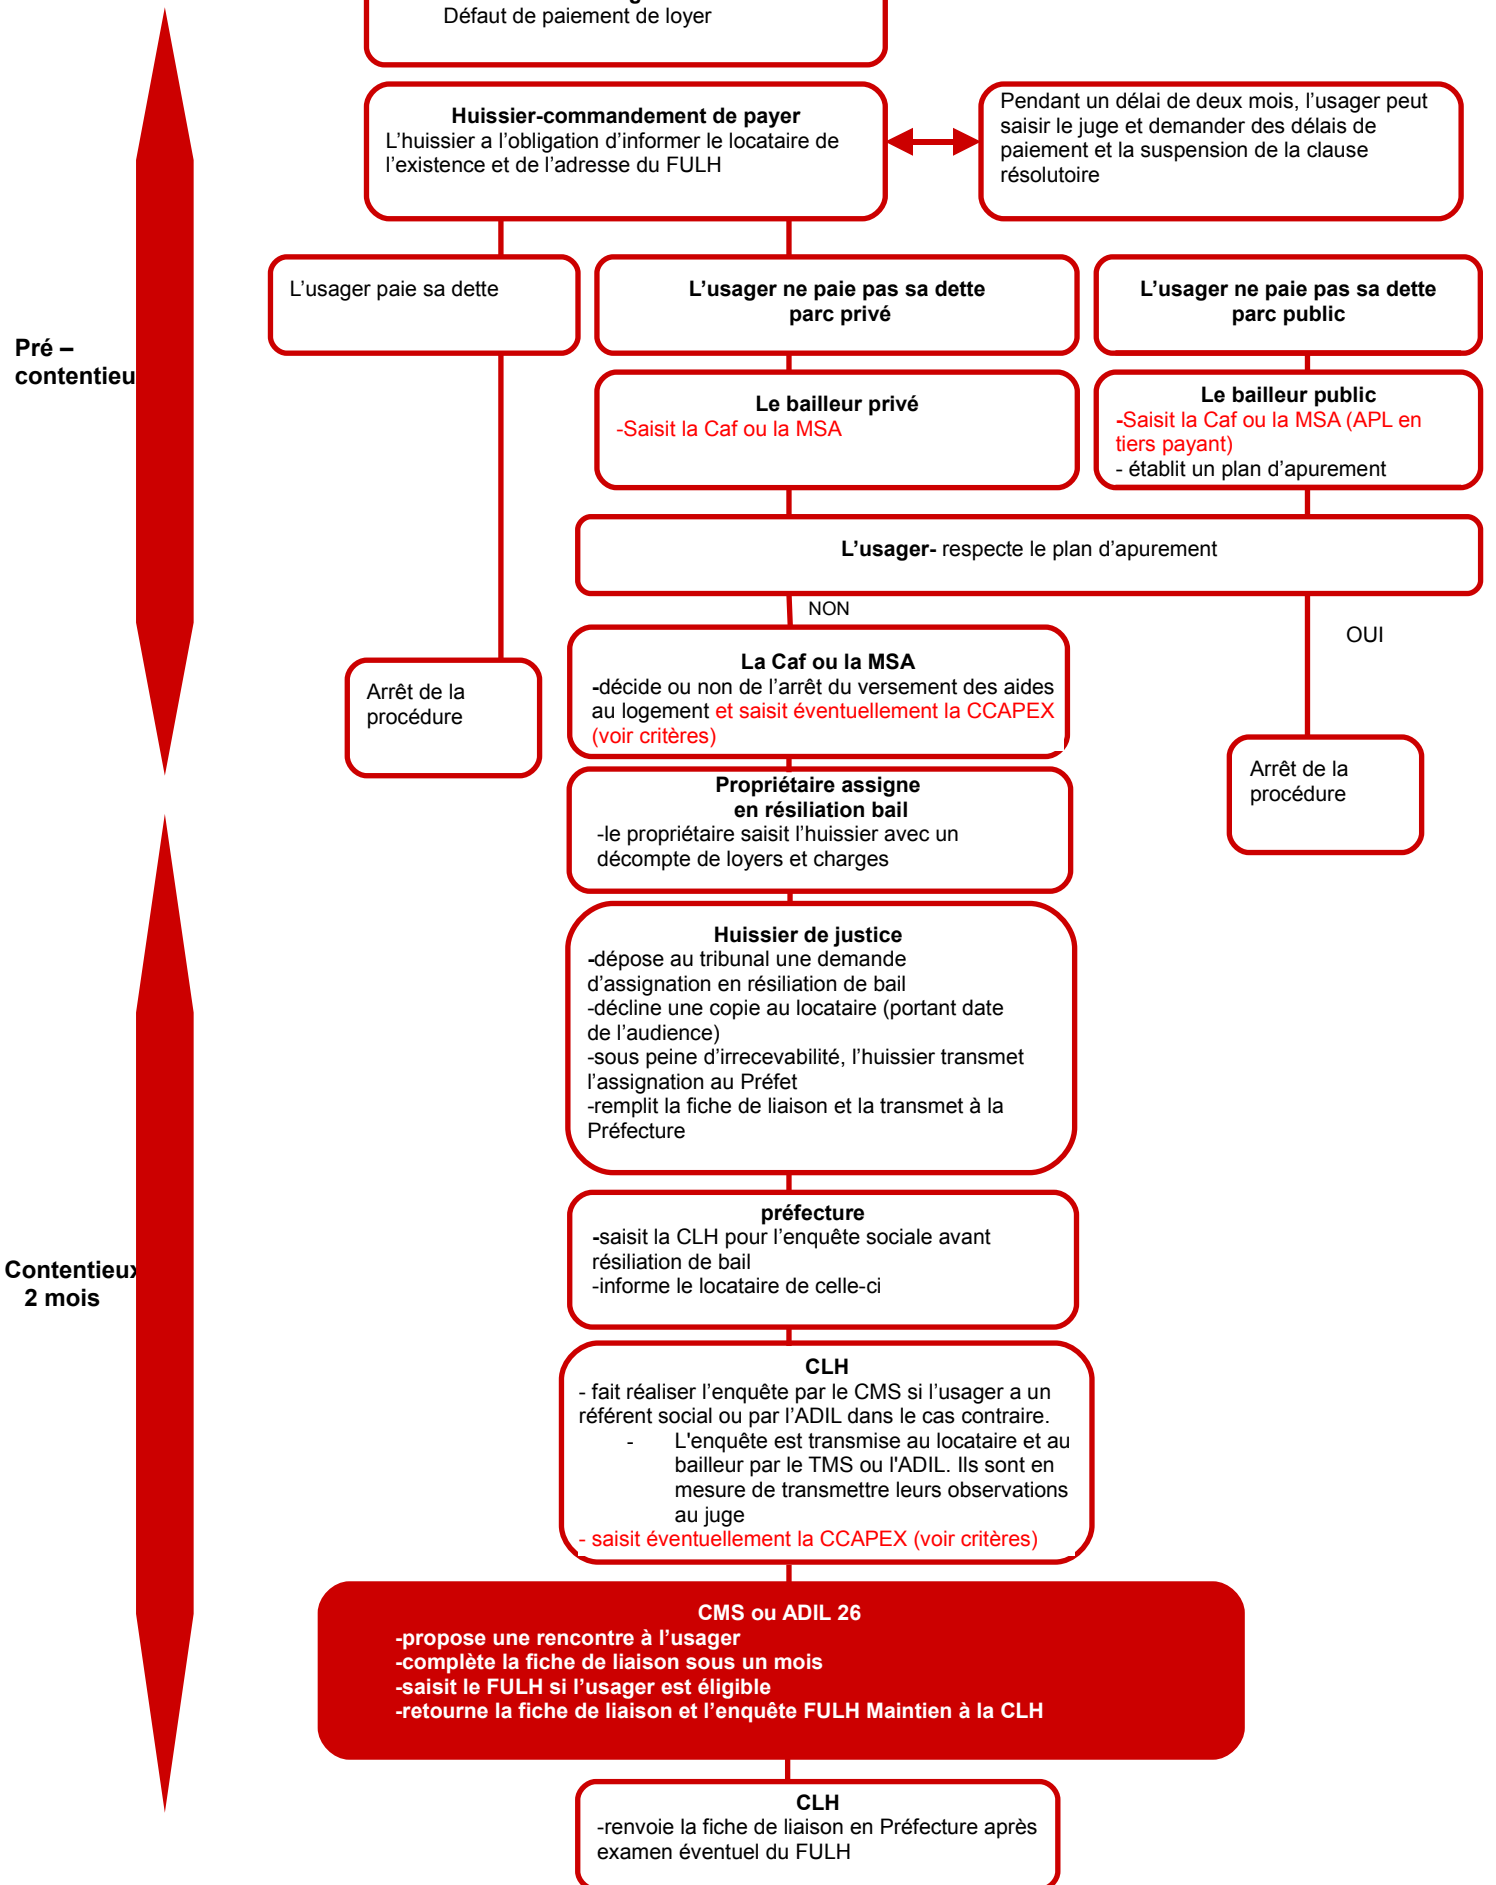 Défaut de paiement de loyer
Huissier-commandement de payer
L’huissier a l’obligation d’informer le locataire de
l’existence et de l’adresse du FULH
Pendant un délai de deux mois, l’usager peut
saisir le juge et demander des délais de
paiement et la suspension de la clause
résolutoire
L’usager paie sa dette
L’usager ne paie pas sa dette
parc privé
L’usager ne paie pas sa dette
parc public
Pré –
contentieu
Le bailleur privé
-Saisit la Caf ou la MSA
Le bailleur public
-Saisit la Caf ou la MSA (APL en
tiers payant)
- établit un plan d’apurement
L’usager- respecte le plan d’apurement
NON
OUI
La Caf ou la MSA
-décide ou non de l’arrêt du versement des aides
au logement et saisit éventuellement la CCAPEX
(voir critères)
Arrêt de la
procédure
Arrêt de la
procédure
Propriétaire assigne
en résiliation bail
-le propriétaire saisit l’huissier avec un
décompte de loyers et charges
Huissier de justice
-dépose au tribunal une demande
d’assignation en résiliation de bail
-décline une copie au locataire (portant date
de l’audience)
-sous peine d’irrecevabilité, l’huissier transmet
l’assignation au Préfet
-remplit la fiche de liaison et la transmet à la
Préfecture
préfecture
-saisit la CLH pour l’enquête sociale avant
résiliation de bail
-informe le locataire de celle-ci
Contentieux
2 mois
CLH
- fait réaliser l’enquête par le CMS si l’usager a un
référent social ou par l’ADIL dans le cas contraire.
- L'enquête est transmise au locataire et au
bailleur par le TMS ou l'ADIL. Ils sont en
mesure de transmettre leurs observations
au juge
- saisit éventuellement la CCAPEX (voir critères)
CMS ou ADIL 26
-propose une rencontre à l’usager
-complète la fiche de liaison sous un mois
-saisit le FULH si l’usager est éligible
-retourne la fiche de liaison et l’enquête FULH Maintien à la CLH
CLH
-renvoie la fiche de liaison en Préfecture après
examen éventuel du FULH